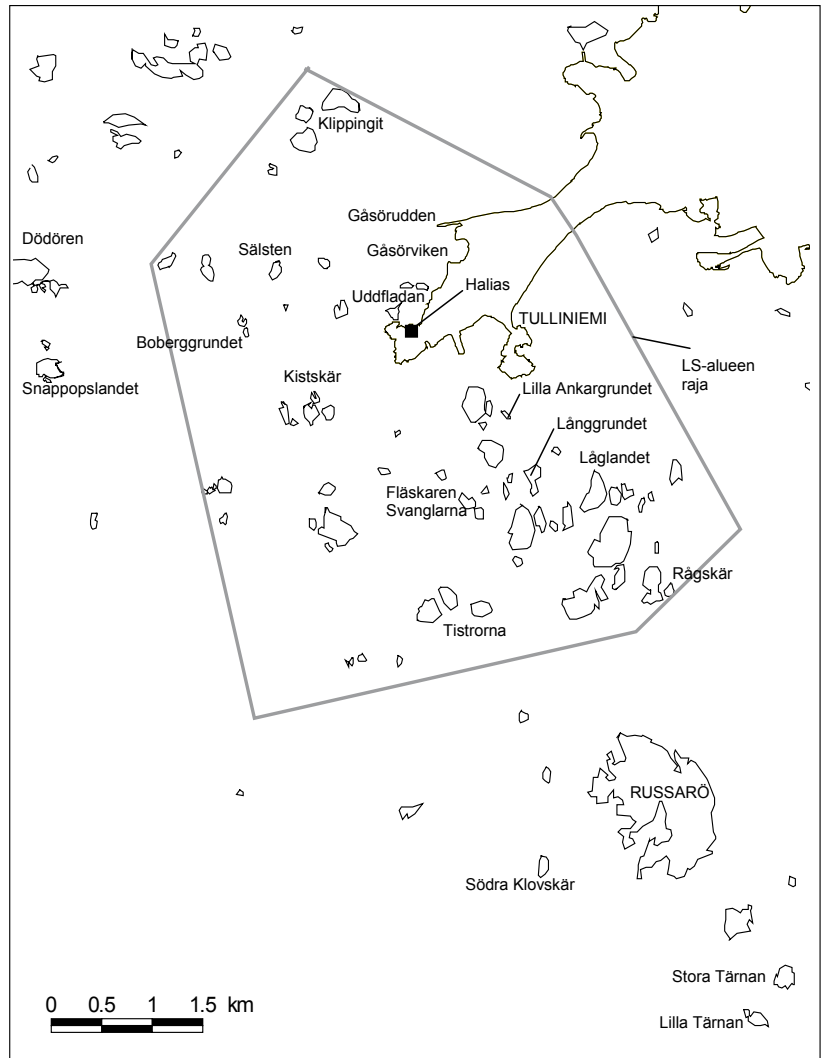 Klippingit
Gåsörudden
Dödören
Sälsten
Gåsörviken
Uddfladan
Halias
TULLINIEMI
Boberggrundet
LS-alueen
raja
Snappopslandet
Kistskär
Lilla Ankargrundet
Långgrundet
Låglandet
Fläskaren
Svanglarna
Rågskär
Tistrorna
RUSSARÖ
Södra Klovskär
Stora Tärnan
0 0.5 1 1.5 km
Lilla Tärnan